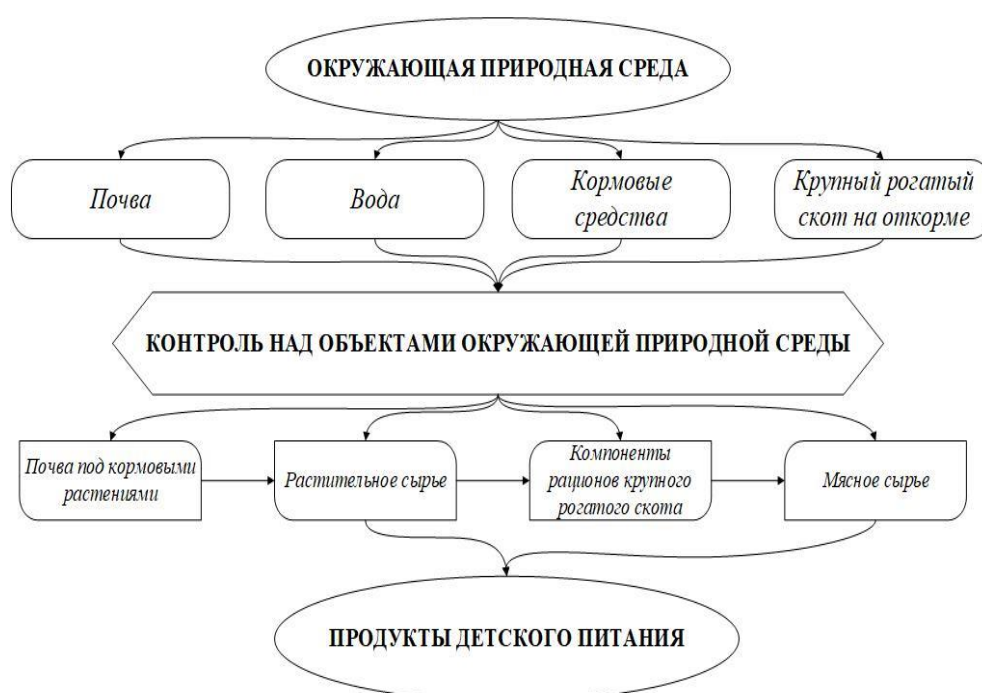 ОКРУЖАЮЩАЯ ПРИРОДНАЯ СРЕДА
Почва
Вода
Кормовые
средства
Крупный рогатый
скот на откорме
КОНТРОЛЬ НАД ОБЪЕКТАМИ ОКРУЖАЮЩЕЙ ПРИРОДНОЙ СРЕДЫ
Почва под кормовыми
растениями
Растительное сырье
Компоненты
рационов крупного
рогатого скота
Мясное сырье
ПРОДУКТЫ ДЕТСКОГО ПИТАНИЯ